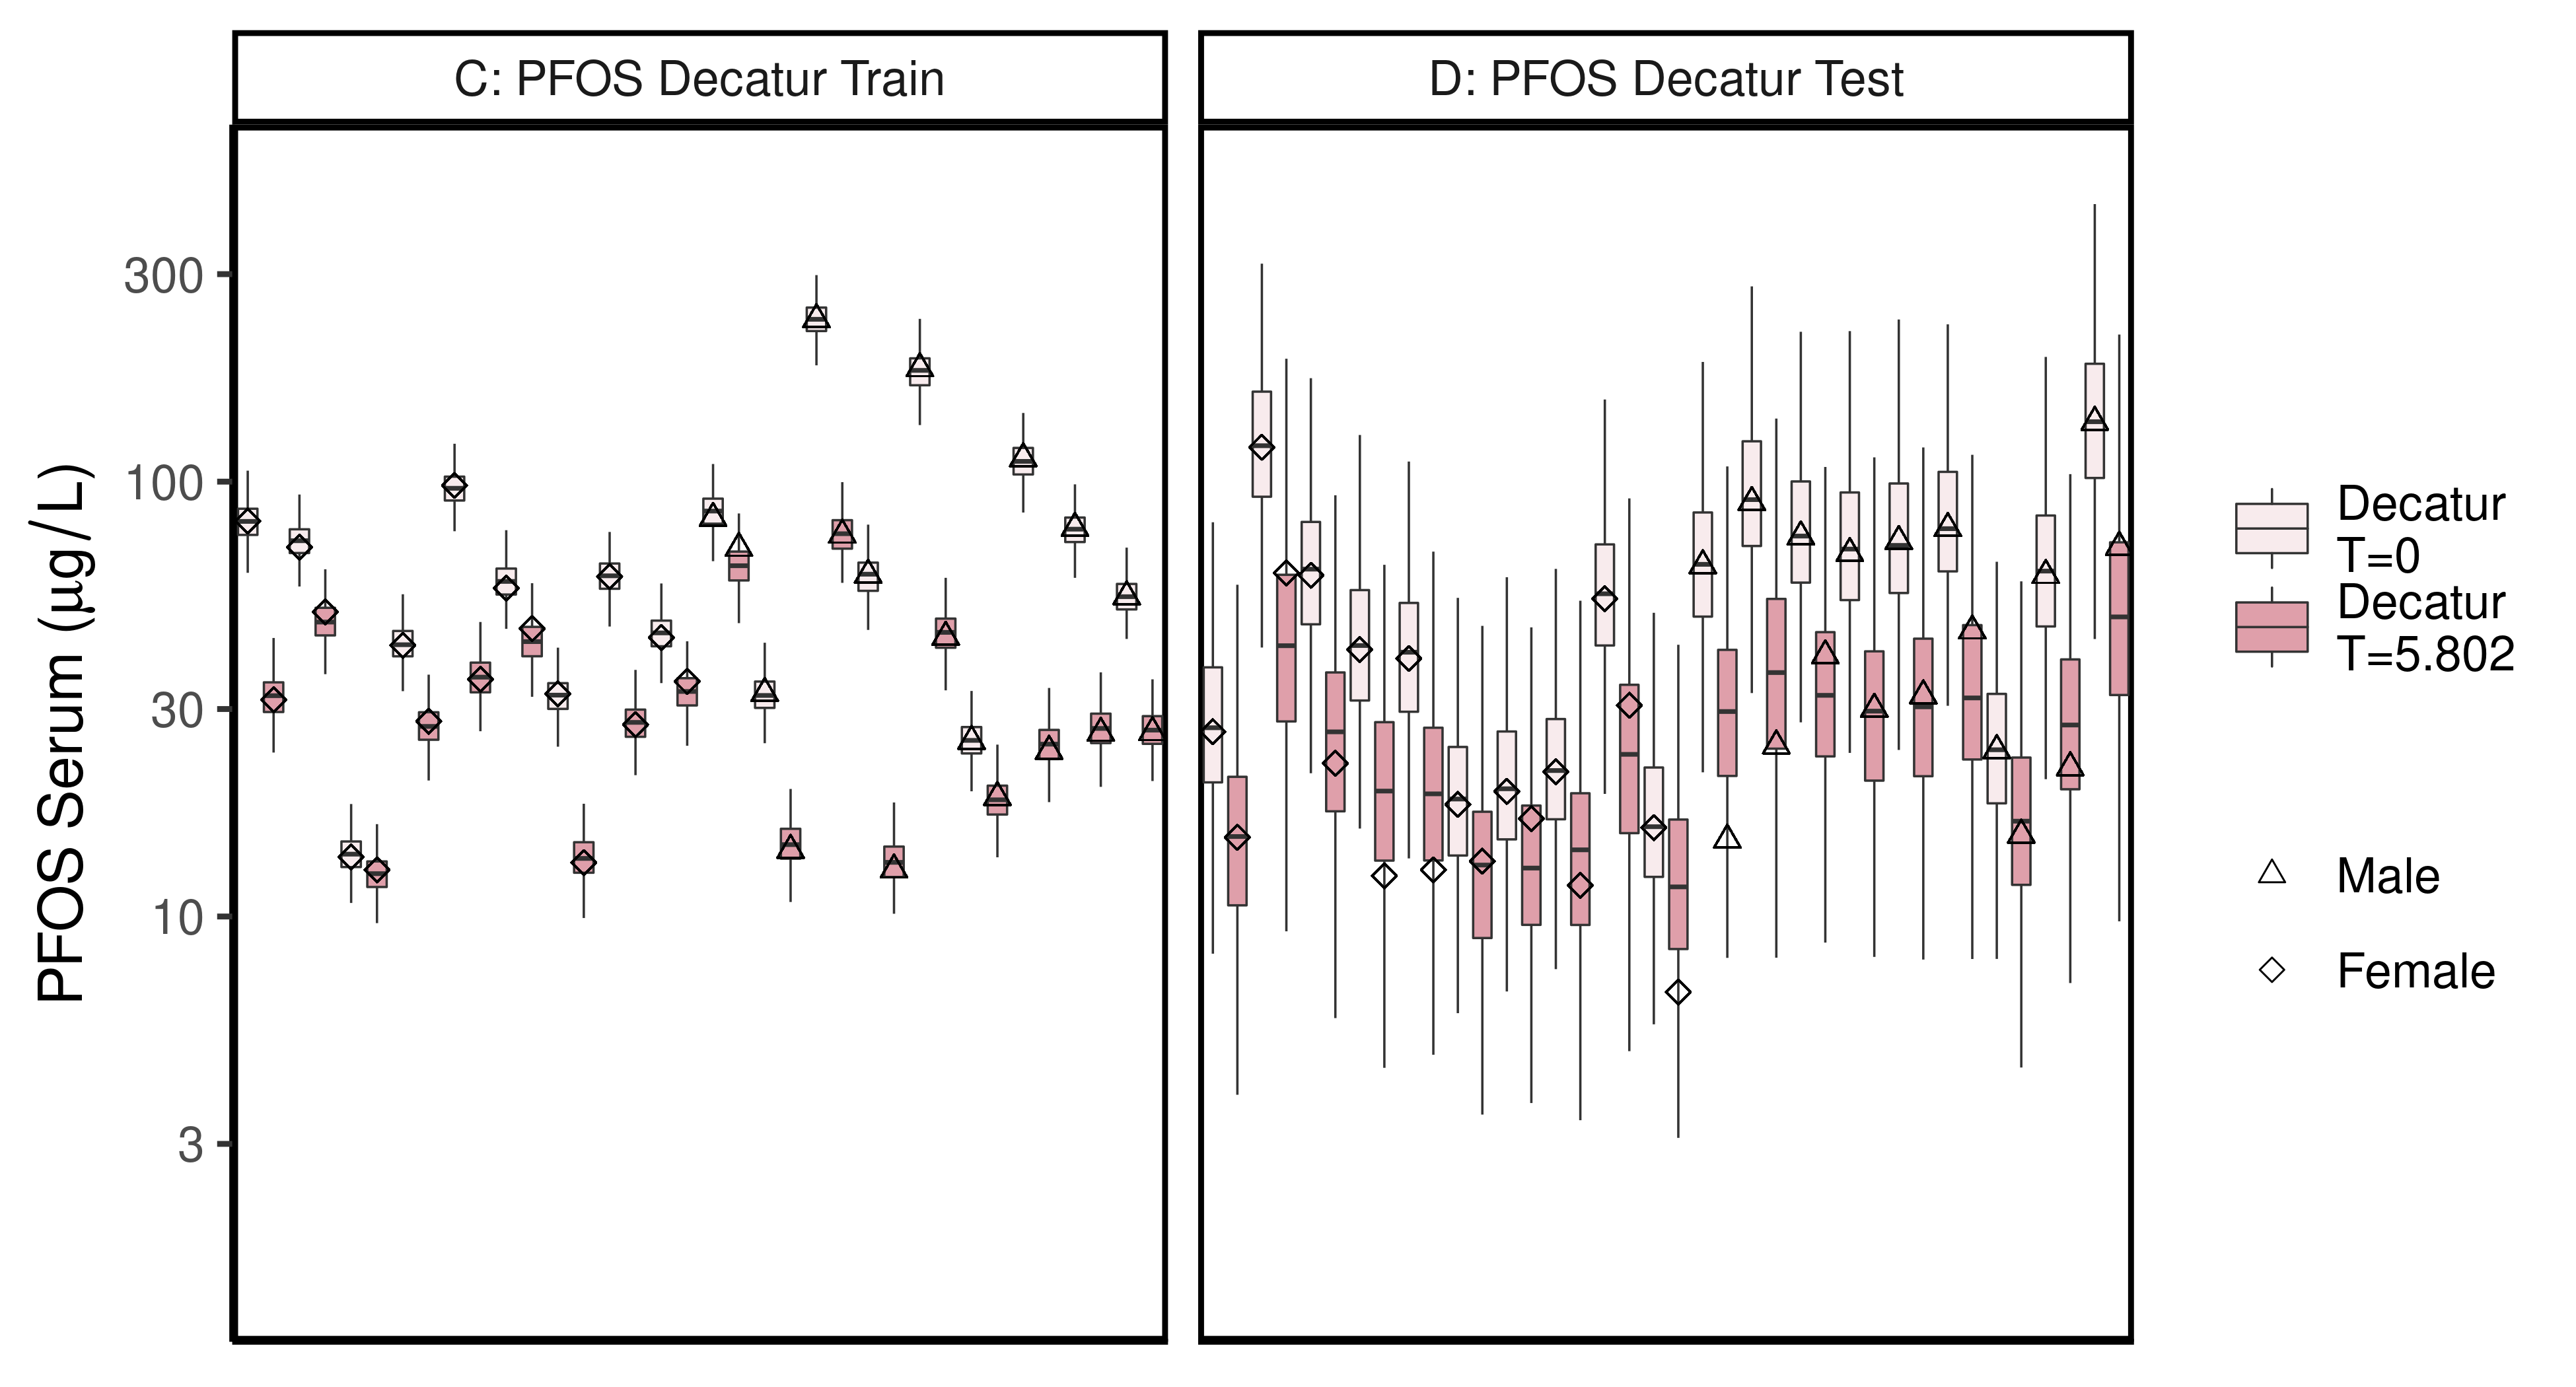 C: PFOS Decatur Train
D: PFOS Decatur Test
PFOS Serum (μg/L)
300
100
30
10
3
Decatur
T=0
Decatur
T=5.802
Male
Female